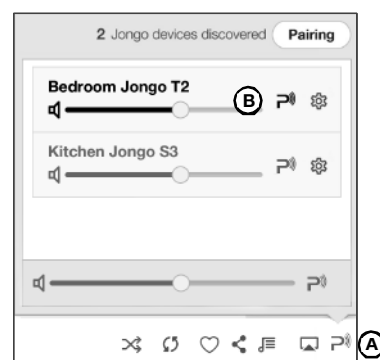 2 Jongo devices discovered Pairing
Bedroom Jongo T2
B
Kitchen Jongo S3
A